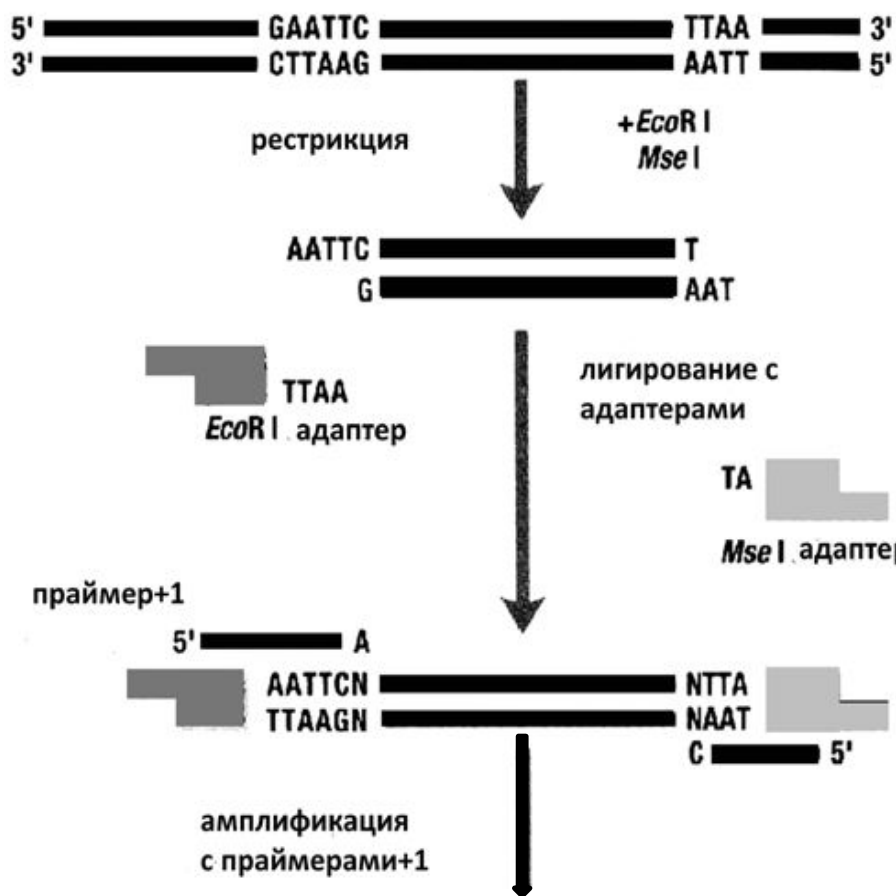 5' GAATTC TTAA 3'
3' CTTAAG AATT 5'
рестрикция
+EcoR I
Mse I
AATTC T
G AAT
лигирование с
адаптерами
TTAA
EcoR I адаптер
TA
Mse I адаптер
праймер+1
5' A
AATTCN NTTA
TTAAGN NAAT
C 5'
амплификация
с праймерами+1